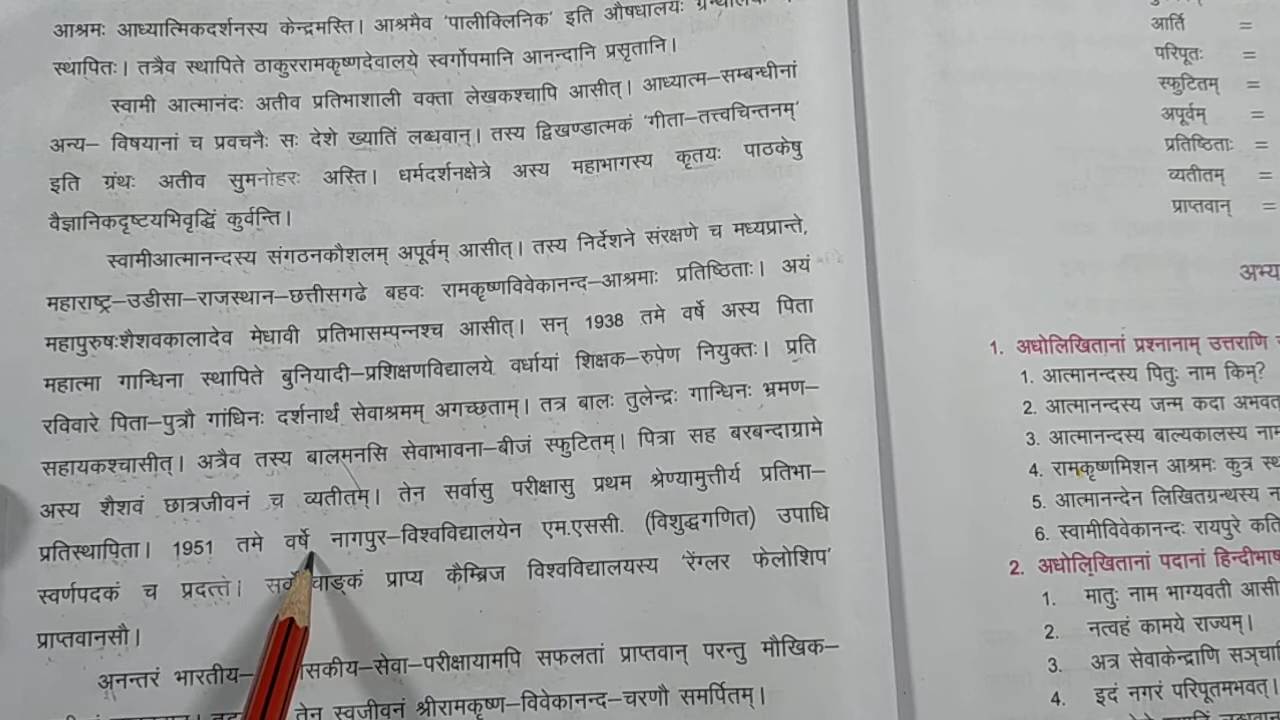 आश्रमः आध्यात्मिकदर्शनस्य केन्द्रमस्ति। आश्रमैव 'पालीक्लिनिक' इति औषधालयः
स्थापितः। तत्रैव स्थापिते ठाकुररामकृष्णदेवालये स्वर्गोपमानि आनन्दानि प्रसृतानि।
स्वामी आत्मानंदः अतीव प्रतिभाशाली वक्ता लेखकश्चापि आसीत्। आध्यात्म–सम्बन्धीनां
अन्य– विषयानां च प्रवचनैः सः देशे ख्यातिं लब्धवान्। तस्य द्विखण्डात्मकं 'गीता–तत्त्वचिन्तनम्'
इति ग्रंथः अतीव सुमनोहरः अस्ति। धर्मदर्शनक्षेत्रे अस्य महाभागस्य कृतयः पाठकेषु
वैज्ञानिकदृष्टयभिवृद्धिं कुर्वन्ति।
स्वामीआत्मानन्दस्य संगठनकौशलम् अपूर्वम् आसीत्। तस्य निर्देशने संरक्षणे च मध्यप्रान्ते,
महाराष्ट्र–उडीसा–राजस्थान–छत्तीसगढे बहवः रामकृष्णविवेकानन्द–आश्रमाः प्रतिष्ठिताः। अयं
महापुरुषःशैशवकालादेव मेधावी प्रतिभासम्पन्नश्च आसीत्। सन् 1938 तमे वर्षे अस्य पिता
महात्मा गान्धिना स्थापिते बुनियादी–प्रशिक्षणविद्यालये वर्धायां शिक्षक–रुपेण नियुक्तः। प्रति
रविवारे पिता–पुत्रौ गांधिनः दर्शनार्थं सेवाश्रमम् अगच्छताम्। तत्र बालः तुलेन्द्रः गान्धिनः भ्रमण–
सहायकश्चासीत्। अत्रैव तस्य बालमनसि सेवाभावना–बीजं स्फुटितम्। पित्रा सह बरबन्दाग्रामे
अस्य शैशवं छात्रजीवनं च व्यतीतम्। तेन सर्वासु परीक्षासु प्रथम श्रेण्यामुत्तीर्य प्रतिभा–
प्रतिस्थापिता। 1951 तमे वर्षे नागपुर–विश्वविद्यालयेन एम.एससी. (विशुद्धगणित) उपाधि
स्वर्णपदकं च प्रदत्तं। प्राप्य कैम्ब्रिज विश्वविद्यालयस्य 'रेंग्लर फेलोशिप'
प्राप्तवानसौ।
अनन्तरं भारतीय– –सेवा–परीक्षायामपि सफलतां प्राप्तवान् परन्तु मौखिक–
तेन स्वजीवनं श्रीरामकृष्ण–विवेकानन्द–चरणौ समर्पितम्।
आर्ति =
परिपूतः =
स्फुटितम् =
अपूर्वम् =
प्रतिष्ठिताः =
व्यतीतम् =
प्राप्तवान् =
1. अधोलिखितानां प्रश्नानाम् उत्तराणि
1. आत्मानन्दस्य पितुः नाम किम्?
2. आत्मानन्दस्य जन्म कदा
3. आत्मानन्दस्य बाल्यकालस्य
4. रामकृष्णमिशन आश्रमः कुत्र
5. आत्मानन्देन लिखितग्रन्थस्य
6. स्वामीविवेकानन्दः रायपुरे
2. अधोलिखितानां पदानां
1. मातुः नाम भाग्यवती
2. नत्वहं कामये राज्यम्।
3. अत्र सेवाकेन्द्राणि
4. इदं नगरं परिपूतमभवत्।